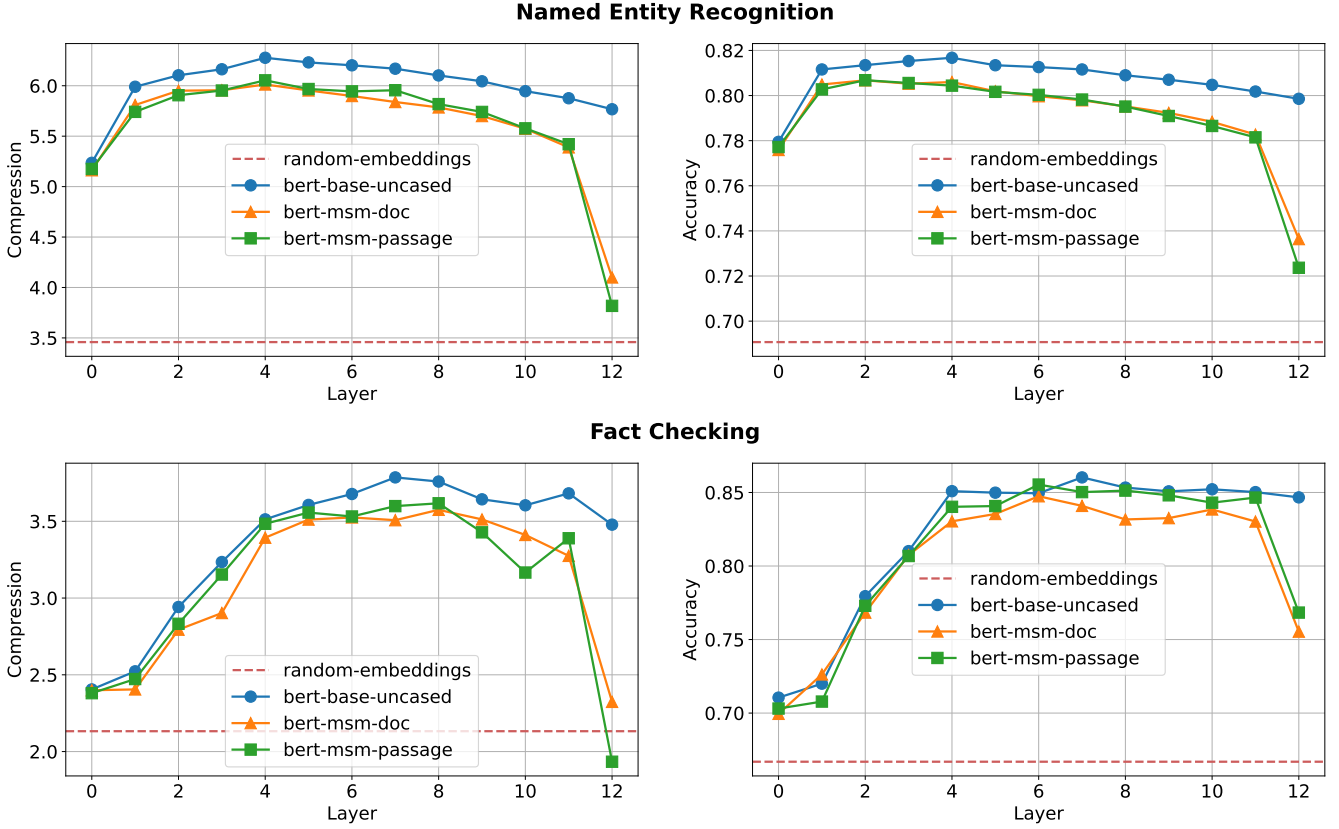 Named Entity Recognition
6.0
5.5
5.0
4.5
4.0
3.5
Compression
random-embeddings
bert-base-uncased
bert-msm-doc
bert-msm-passage
0 2 4 6 8 10 12
Layer
0.82
0.80
0.78
0.76
0.74
0.72
0.70
Accuracy
random-embeddings
bert-base-uncased
bert-msm-doc
bert-msm-passage
0 2 4 6 8 10 12
Layer
Fact Checking
3.5
3.0
2.5
2.0
Compression
random-embeddings
bert-base-uncased
bert-msm-doc
bert-msm-passage
0 2 4 6 8 10 12
Layer
0.85
0.80
0.75
0.70
Accuracy
random-embeddings
bert-base-uncased
bert-msm-doc
bert-msm-passage
0 2 4 6 8 10 12
Layer